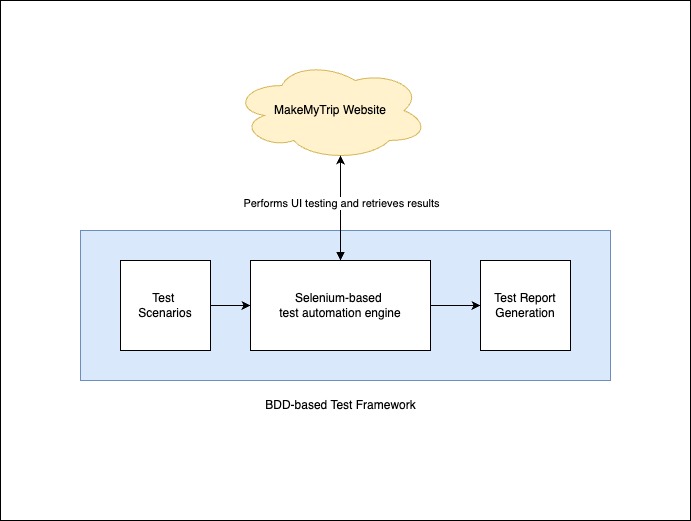 MakeMyTrip Website
Performs UI testing and retrieves results
Test
Scenarios
Selenium-based
test automation engine
Test Report
Generation
BDD-based Test Framework